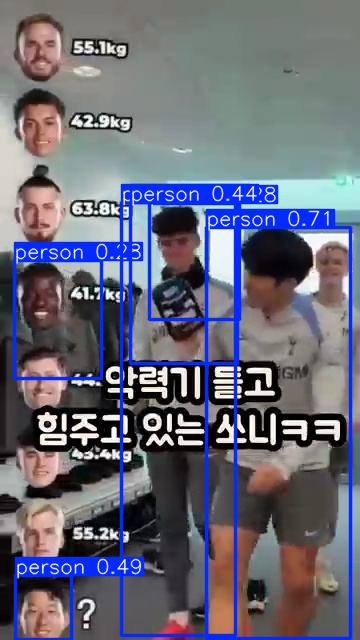 55.1kg
42.9kg
63.8kg
person 0.44
person 0.71
person 0.23
41.7kg
악력기 들고
힘주고 있는 쏘니ㅋㅋ
43.4kg
55.2kg
person 0.49
?